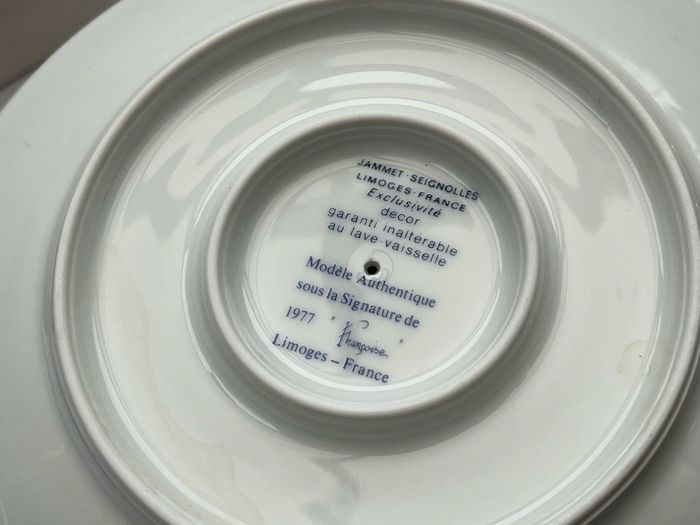 JAMMET·SEIGNOLLES
LIMOGES·FRANCE
Exclusivité
decor
garanti inaltérable
au lave-vaisselle
Modèle Authentique
sous la Signature de
1977 " Françoise "
Limoges – France